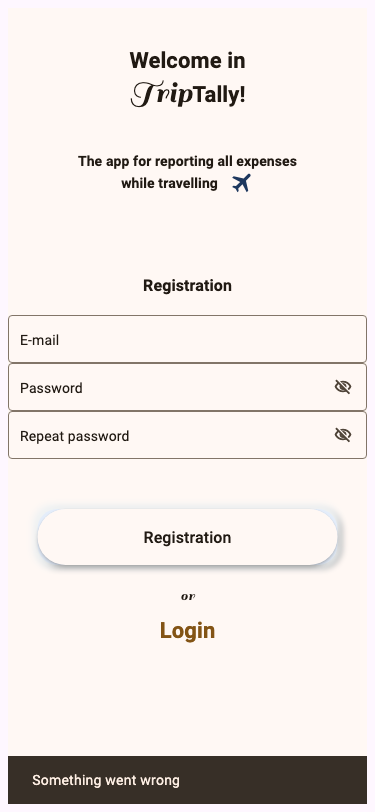 Welcome in
TripTally!
The app for reporting all expenses
while travelling
Registration
E-mail
Password
Repeat password
Registration
or
Login
Something went wrong